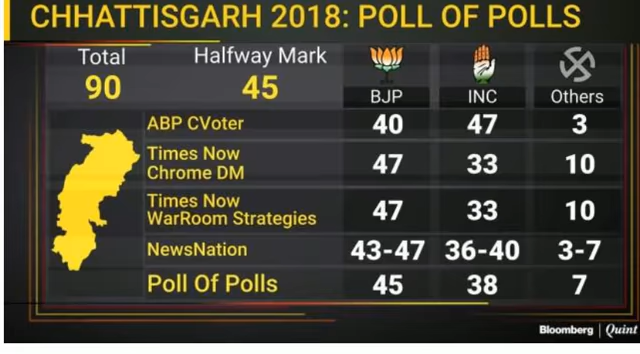 CHHATTISGARH 2018: POLL OF POLLS
Total Halfway Mark
90 45 BJP INC Others
ABP CVoter 40 47 3
Times Now
Chrome DM 47 33 10
Times Now
WarRoom Strategies 47 33 10
NewsNation 43-47 36-40 3-7
Poll Of Polls 45 38 7
Bloomberg | Quint